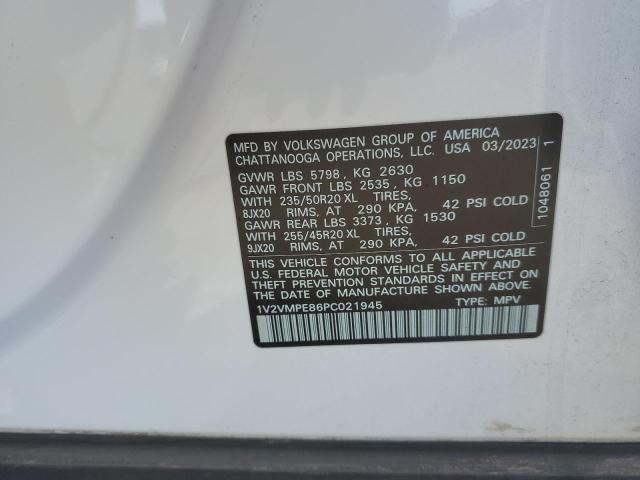 MFD BY VOLKSWAGEN GROUP OF AMERICA
CHATTANOOGA OPERATIONS, LLC. USA 03/2023
GVWR LBS 5798, KG 2630
GAWR FRONT LBS 2535, KG 1150
WITH 235/50R20 XL TIRES,
8JX20 RIMS, AT 290 KPA, 42 PSI COLD
GAWR REAR LBS 3373, KG 1530
WITH 255/45R20 XL TIRES,
9JX20 RIMS, AT 290 KPA, 42 PSI COLD
THIS VEHICLE CONFORMS TO ALL APPLICABLE
U.S. FEDERAL MOTOR VEHICLE SAFETY AND
THEFT PREVENTION STANDARDS IN EFFECT ON
THE DATE OF MANUFACTURE SHOWN ABOVE.
1V2VMPE86PC021945 TYPE: MPV
1048061 1